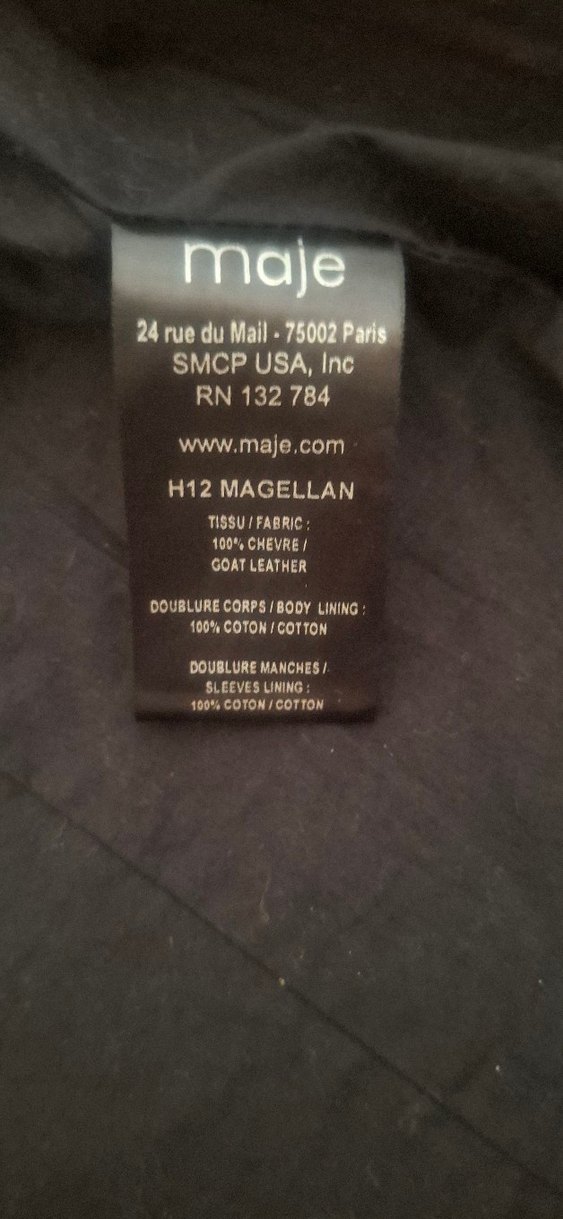 maje
24 rue du Mail - 75002 Paris
SMCP USA, Inc
RN 132 784
www.maje.com
H12 MAGELLAN
TISSU / FABRIC :
100% CHEVRE /
GOAT LEATHER
DOUBLURE CORPS / BODY LINING :
100% COTON / COTTON
DOUBLURE MANCHES /
SLEEVES LINING :
100% COTON / COTTON